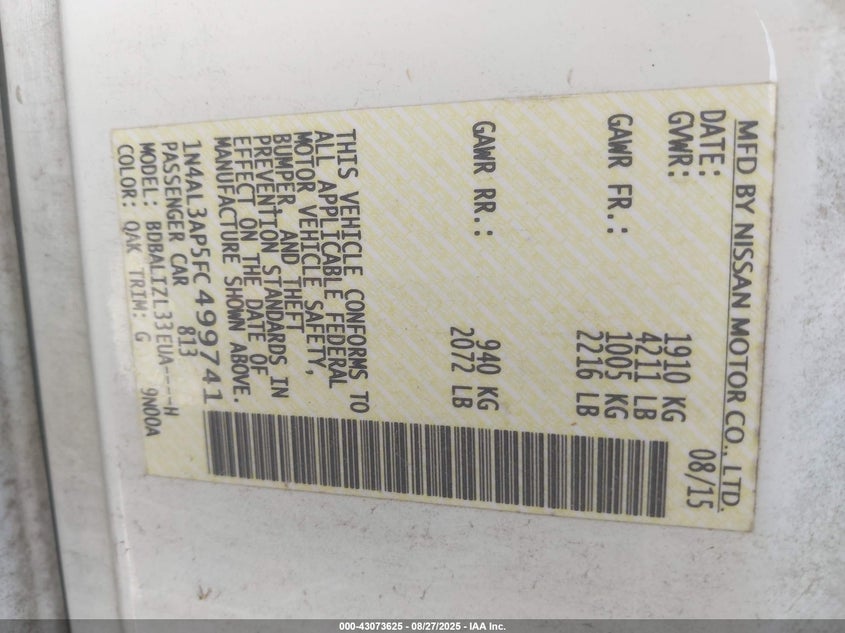 MFD BY NISSAN MOTOR CO., LTD.
DATE: 08/15
GVWR: 1910 KG
4211 LB
GAWR FR.: 1005 KG
2216 LB
GAWR RR.: 940 KG
2072 LB
THIS VEHICLE CONFORMS TO
ALL APPLICABLE FEDERAL
MOTOR VEHICLE SAFETY,
BUMPER, AND THEFT
PREVENTION STANDARDS IN
EFFECT ON THE DATE OF
MANUFACTURE SHOWN ABOVE.
1N4AL3AP5FC499741
PASSENGER CAR 813
MODEL: BDBALIZL33EUA----H
COLOR: QAK TRIM: G 9N00A
000-43073625 - 08/27/2025 - IAA Inc.